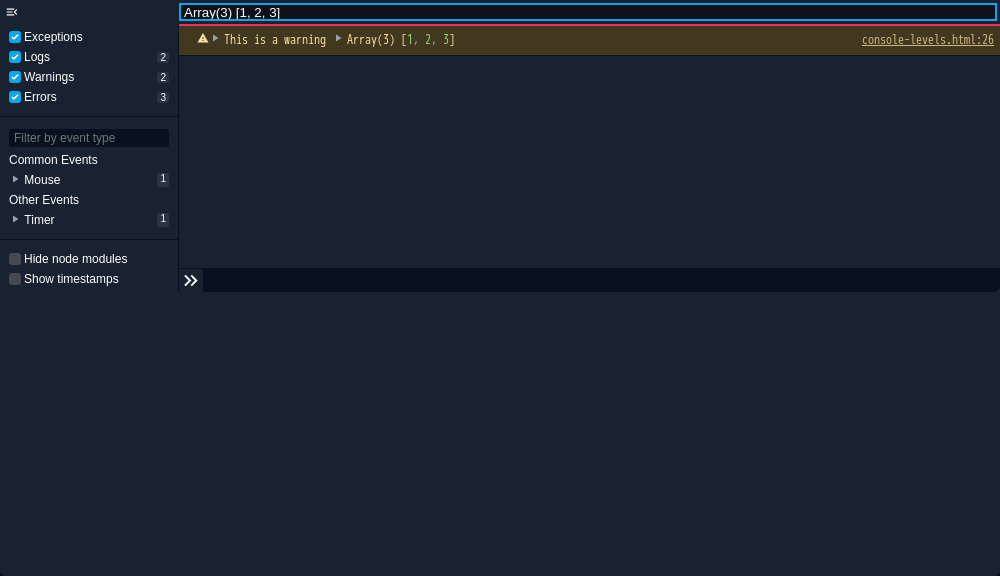 Array(3) [1, 2, 3]
Exceptions
Logs 2
Warnings 2
Errors 3
Filter by event type
Common Events
Mouse 1
Other Events
Timer 1
Hide node modules
Show timestamps
This is a warning Array(3) [1, 2, 3] console-levels.html:26